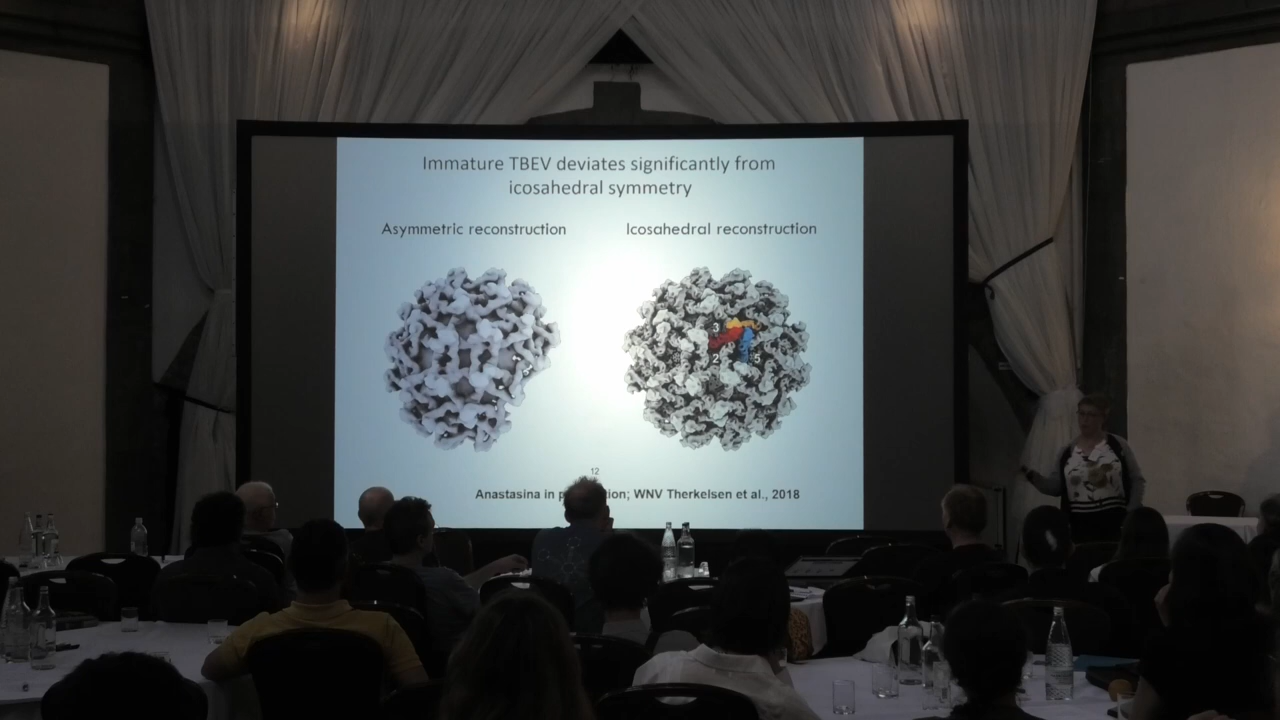 Immature TBEV deviates significantly from
icosahedral symmetry
Asymmetric reconstruction
Icosahedral reconstruction
3
2
5
12
Anastasina in p tion; WNV Therkelsen et al., 2018